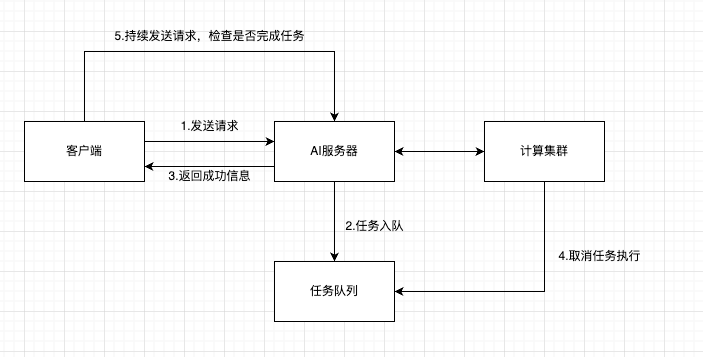 5.持续发送请求，检查是否完成任务
1.发送请求
客户端
AI服务器
计算集群
3.返回成功信息
2.任务入队
4.取消任务执行
任务队列